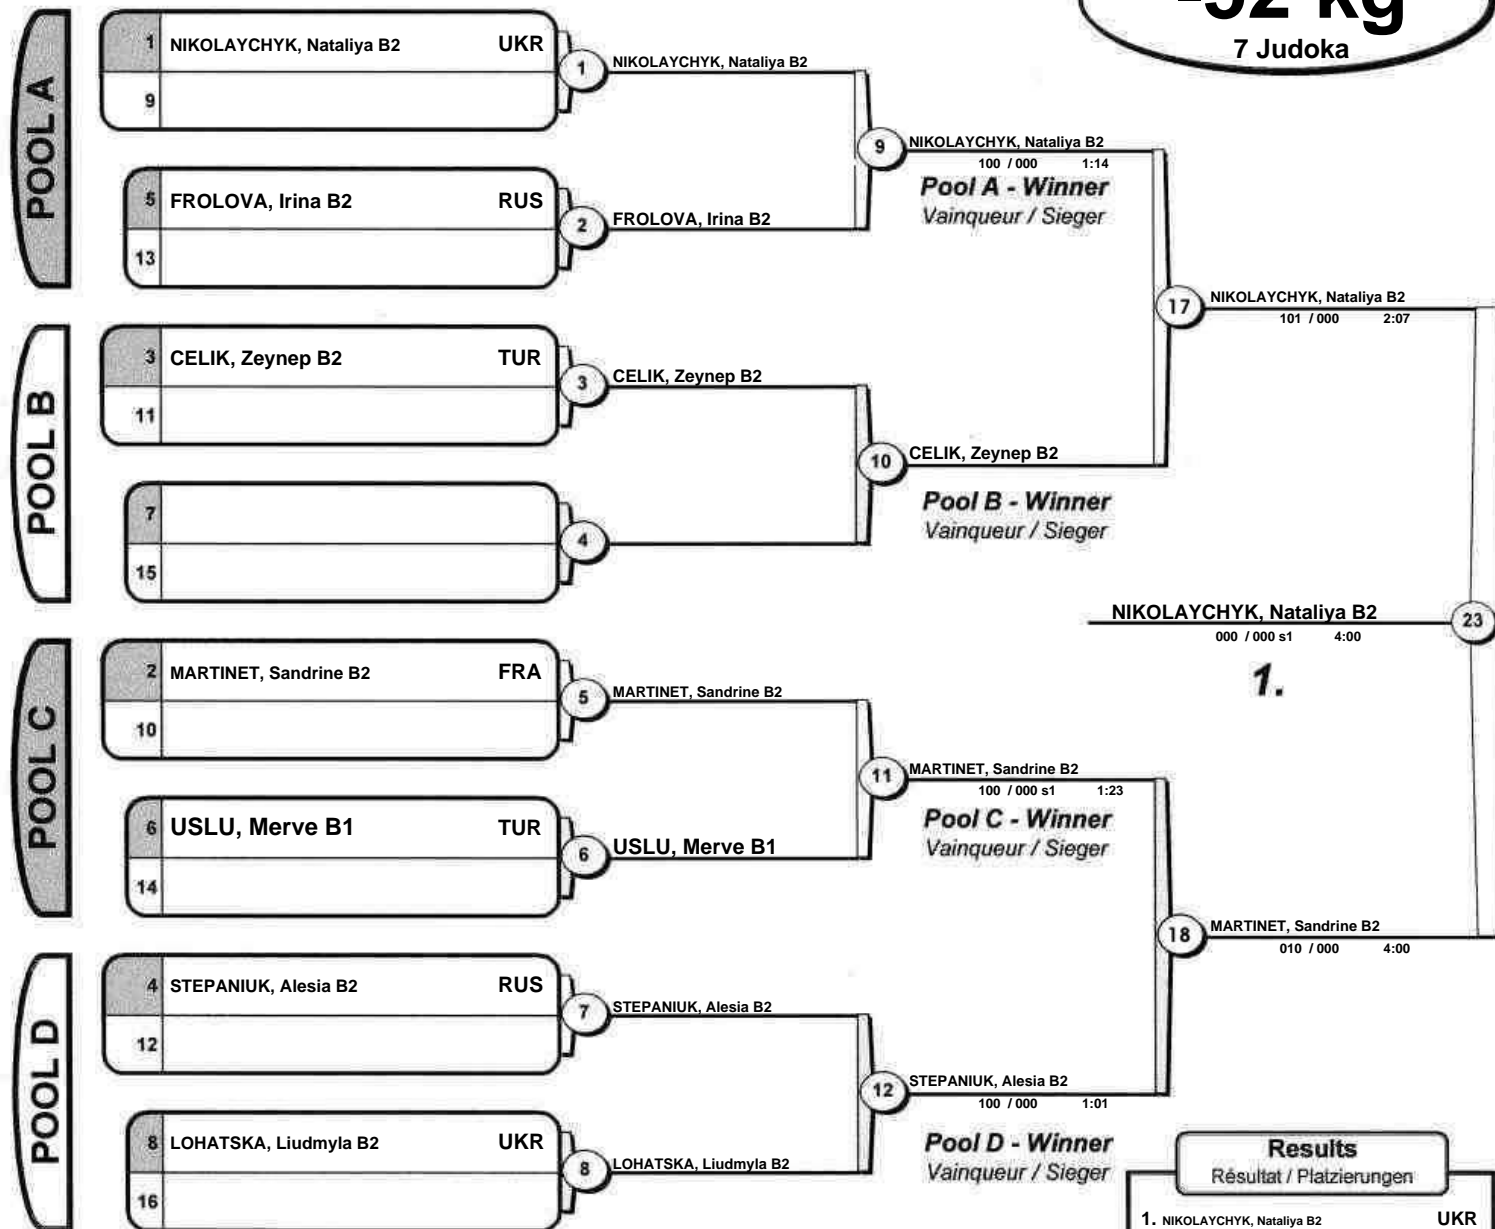 -52 kg
7 Judoka
POOL A
1 NIKOLAYCHYK, Nataliya B2 UKR
9
1 NIKOLAYCHYK, Nataliya B2
5 FROLOVA, Irina B2 RUS
13
2 FROLOVA, Irina B2
9 NIKOLAYCHYK, Nataliya B2
100 / 000 1:14
Pool A - Winner
Vainqueur / Sieger
POOL B
3 CELIK, Zeynep B2 TUR
11
3 CELIK, Zeynep B2
7
15
4
10 CELIK, Zeynep B2
Pool B - Winner
Vainqueur / Sieger
17 NIKOLAYCHYK, Nataliya B2
101 / 000 2:07
NIKOLAYCHYK, Nataliya B2 23
000 / 000 s1 4:00
1.
POOL C
2 MARTINET, Sandrine B2 FRA
10
5 MARTINET, Sandrine B2
6 USLU, Merve B1 TUR
14
6 USLU, Merve B1
11 MARTINET, Sandrine B2
100 / 000 s1 1:23
Pool C - Winner
Vainqueur / Sieger
18 MARTINET, Sandrine B2
010 / 000 4:00
POOL D
4 STEPANIUK, Alesia B2 RUS
12
7 STEPANIUK, Alesia B2
8 LOHATSKA, Liudmyla B2 UKR
16
8 LOHATSKA, Liudmyla B2
12 STEPANIUK, Alesia B2
100 / 000 1:01
Pool D - Winner
Vainqueur / Sieger
Results
Résultat / Platzierungen
1. NIKOLAYCHYK, Nataliya B2 UKR